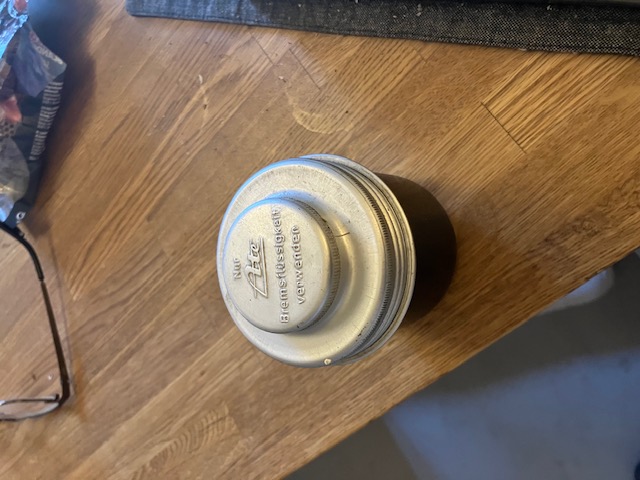 Nur
Ate
Bremsflüssigkeit
verwenden